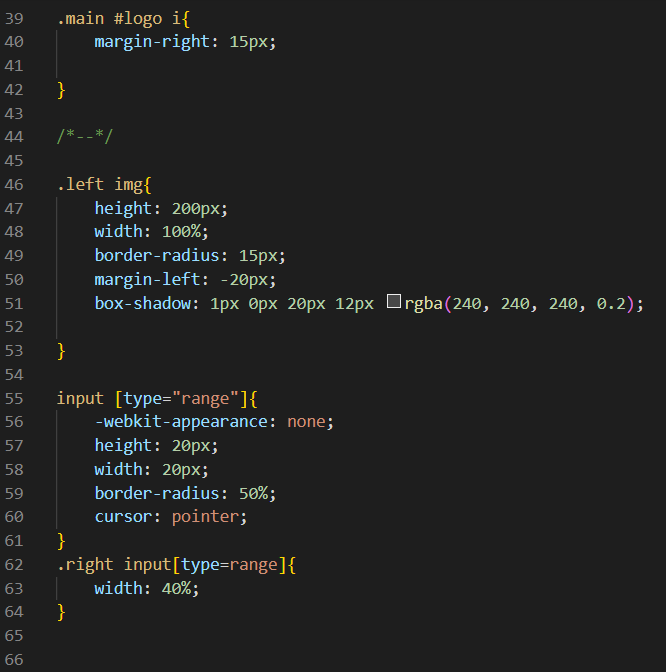 39 .main #logo i{
40     margin-right: 15px;
41
42 }
43
44 /*--*/
45
46 .left img{
47     height: 200px;
48     width: 100%;
49     border-radius: 15px;
50     margin-left: -20px;
51     box-shadow: 1px 0px 20px 12px rgba(240, 240, 240, 0.2);
52
53 }
54
55 input [type="range"]{
56     -webkit-appearance: none;
57     height: 20px;
58     width: 20px;
59     border-radius: 50%;
60     cursor: pointer;
61 }
62 .right input[type=range]{
63     width: 40%;
64 }
65
66